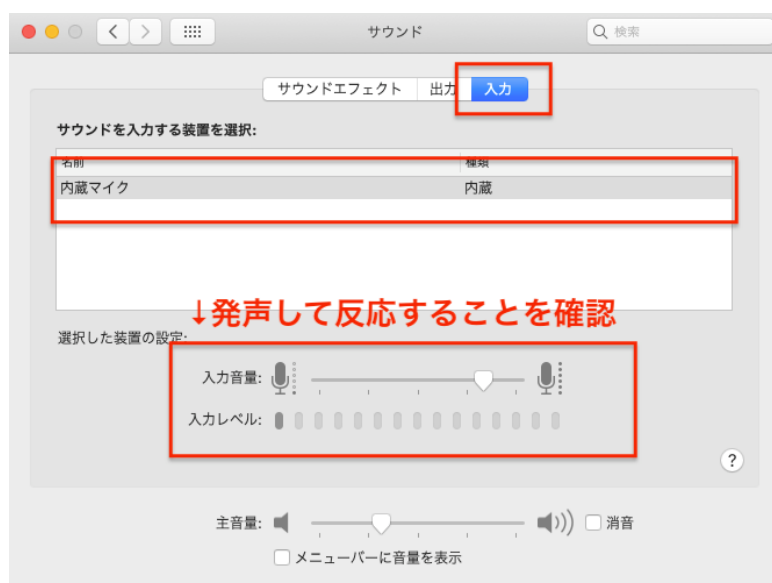 サウンド
検索
サウンドエフェクト 出力 入力
サウンドを入力する装置を選択:
名前 種類
内蔵マイク 内蔵
↓発声して反応することを確認
選択した装置の設定:
入力音量:
入力レベル:
?
主音量: 消音
メニューバーに音量を表示